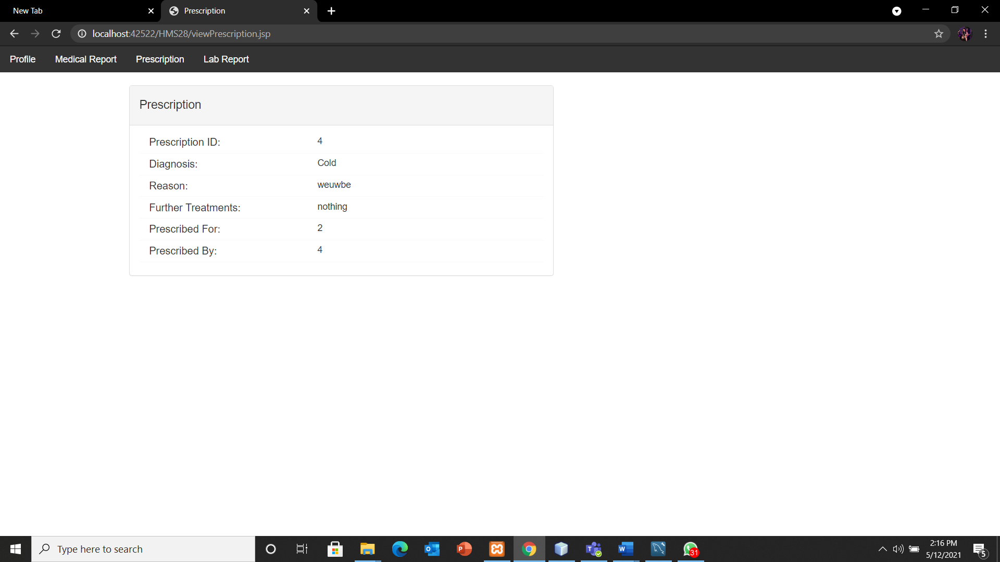 New Tab
Prescription
localhost:42522/HMS28/viewPrescription.jsp
Profile Medical Report Prescription Lab Report
Prescription
Prescription ID: 4
Diagnosis: Cold
Reason: weuwbe
Further Treatments: nothing
Prescribed For: 2
Prescribed By: 4
Type here to search
31
2:16 PM
5/12/2021
5